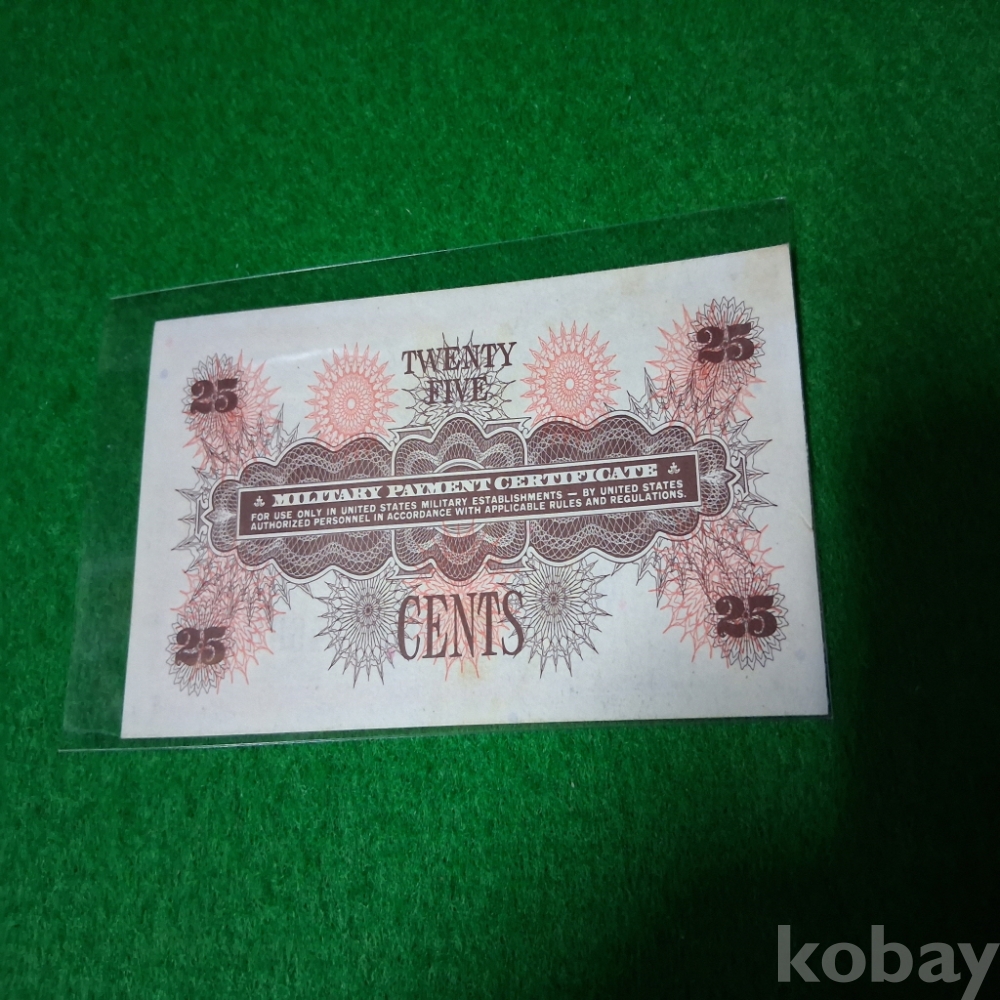 25
TWENTY
FIVE
25
MILITARY PAYMENT CERTIFICATE
FOR USE ONLY IN UNITED STATES MILITARY ESTABLISHMENTS — BY UNITED STATES
AUTHORIZED PERSONNEL IN ACCORDANCE WITH APPLICABLE RULES AND REGULATIONS.
25
CENTS
25
kobay